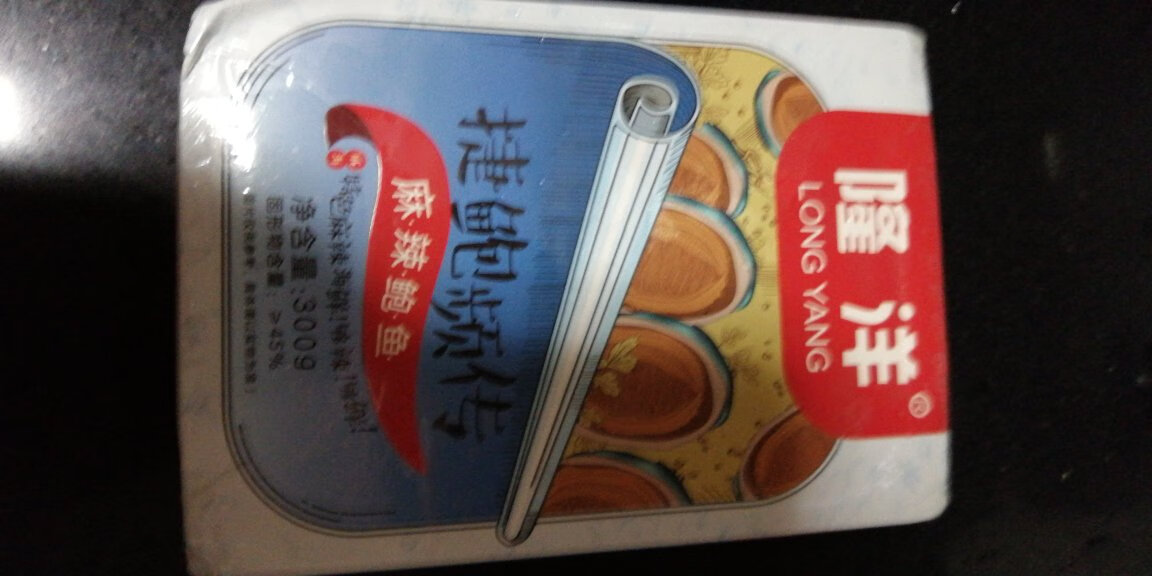 隆洋®
LONG YANG
捷鲍频传
麻辣鲍鱼
净含量:300g
固形物含量:≥45%